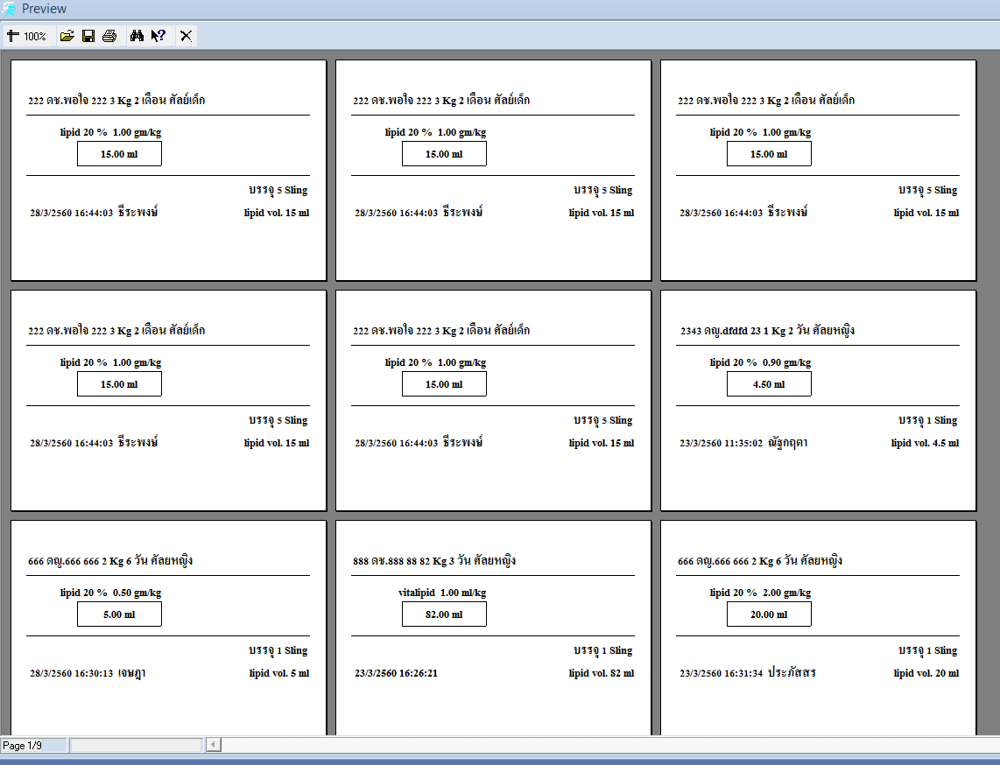 Preview
100%
222 ดช.พอใจ 222 3 Kg 2 เดือน ศัลย์เด็ก
lipid 20 % 1.00 gm/kg
15.00 ml
บรรจุ 5 Sling
28/3/2560 16:44:03 ธีระพงษ์ lipid vol. 15 ml
222 ดช.พอใจ 222 3 Kg 2 เดือน ศัลย์เด็ก
lipid 20 % 1.00 gm/kg
15.00 ml
บรรจุ 5 Sling
28/3/2560 16:44:03 ธีระพงษ์ lipid vol. 15 ml
222 ดช.พอใจ 222 3 Kg 2 เดือน ศัลย์เด็ก
lipid 20 % 1.00 gm/kg
15.00 ml
บรรจุ 5 Sling
28/3/2560 16:44:03 ธีระพงษ์ lipid vol. 15 ml
222 ดช.พอใจ 222 3 Kg 2 เดือน ศัลย์เด็ก
lipid 20 % 1.00 gm/kg
15.00 ml
บรรจุ 5 Sling
28/3/2560 16:44:03 ธีระพงษ์ lipid vol. 15 ml
222 ดช.พอใจ 222 3 Kg 2 เดือน ศัลย์เด็ก
lipid 20 % 1.00 gm/kg
15.00 ml
บรรจุ 5 Sling
28/3/2560 16:44:03 ธีระพงษ์ lipid vol. 15 ml
2343 ดญ.dfdfd 23 1 Kg 2 วัน ศัลยหญิง
lipid 20 % 0.90 gm/kg
4.50 ml
บรรจุ 1 Sling
23/3/2560 11:35:02 ณัฐกฤตา lipid vol. 4.5 ml
666 ดญ.666 666 2 Kg 6 วัน ศัลยหญิง
lipid 20 % 0.50 gm/kg
5.00 ml
บรรจุ 1 Sling
28/3/2560 16:30:13 เจษฎา lipid vol. 5 ml
888 ดช.888 88 82 Kg 3 วัน ศัลยหญิง
vitalipid 1.00 ml/kg
82.00 ml
บรรจุ 1 Sling
23/3/2560 16:26:21 lipid vol. 82 ml
666 ดญ.666 666 2 Kg 6 วัน ศัลยหญิง
lipid 20 % 2.00 gm/kg
20.00 ml
บรรจุ 1 Sling
23/3/2560 16:31:34 ประภัสสร lipid vol. 20 ml
Page 1/9